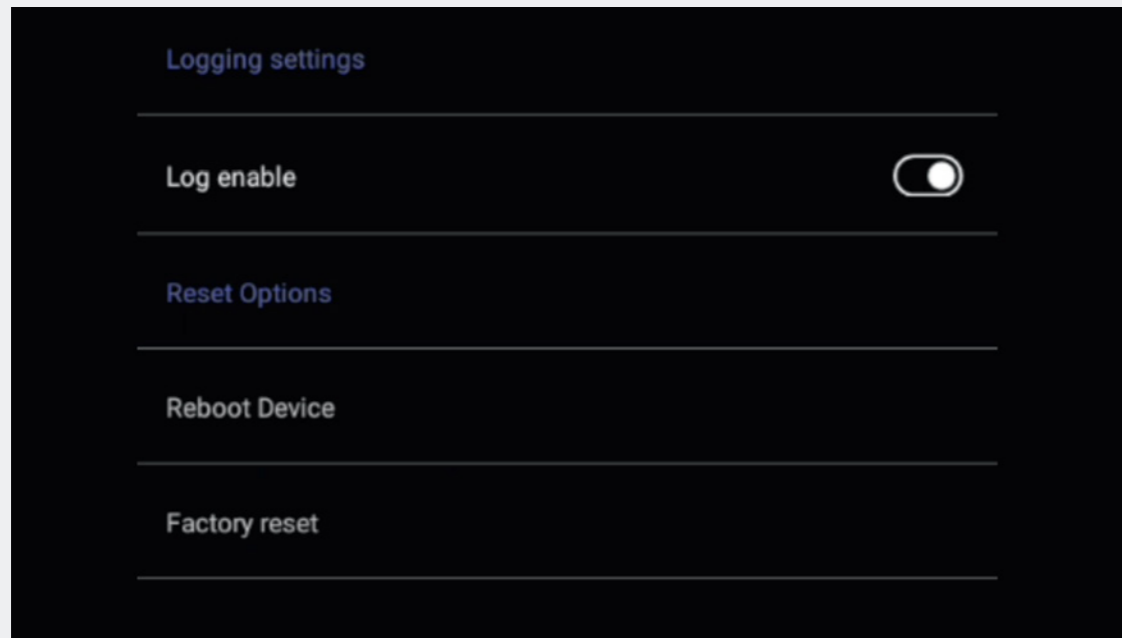 Logging settings
Log enable
Reset Options
Reboot Device
Factory reset